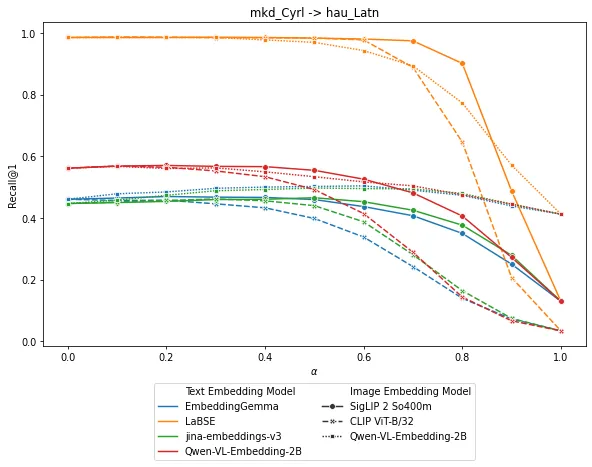 mkd_Cyrl -> hau_Latn
Recall@1
1.0
0.8
0.6
0.4
0.2
0.0
0.0 0.2 0.4 0.6 0.8 1.0
α
Text Embedding Model
EmbeddingGemma
LaBSE
jina-embeddings-v3
Qwen-VL-Embedding-2B
Image Embedding Model
SigLIP 2 So400m
CLIP ViT-B/32
Qwen-VL-Embedding-2B